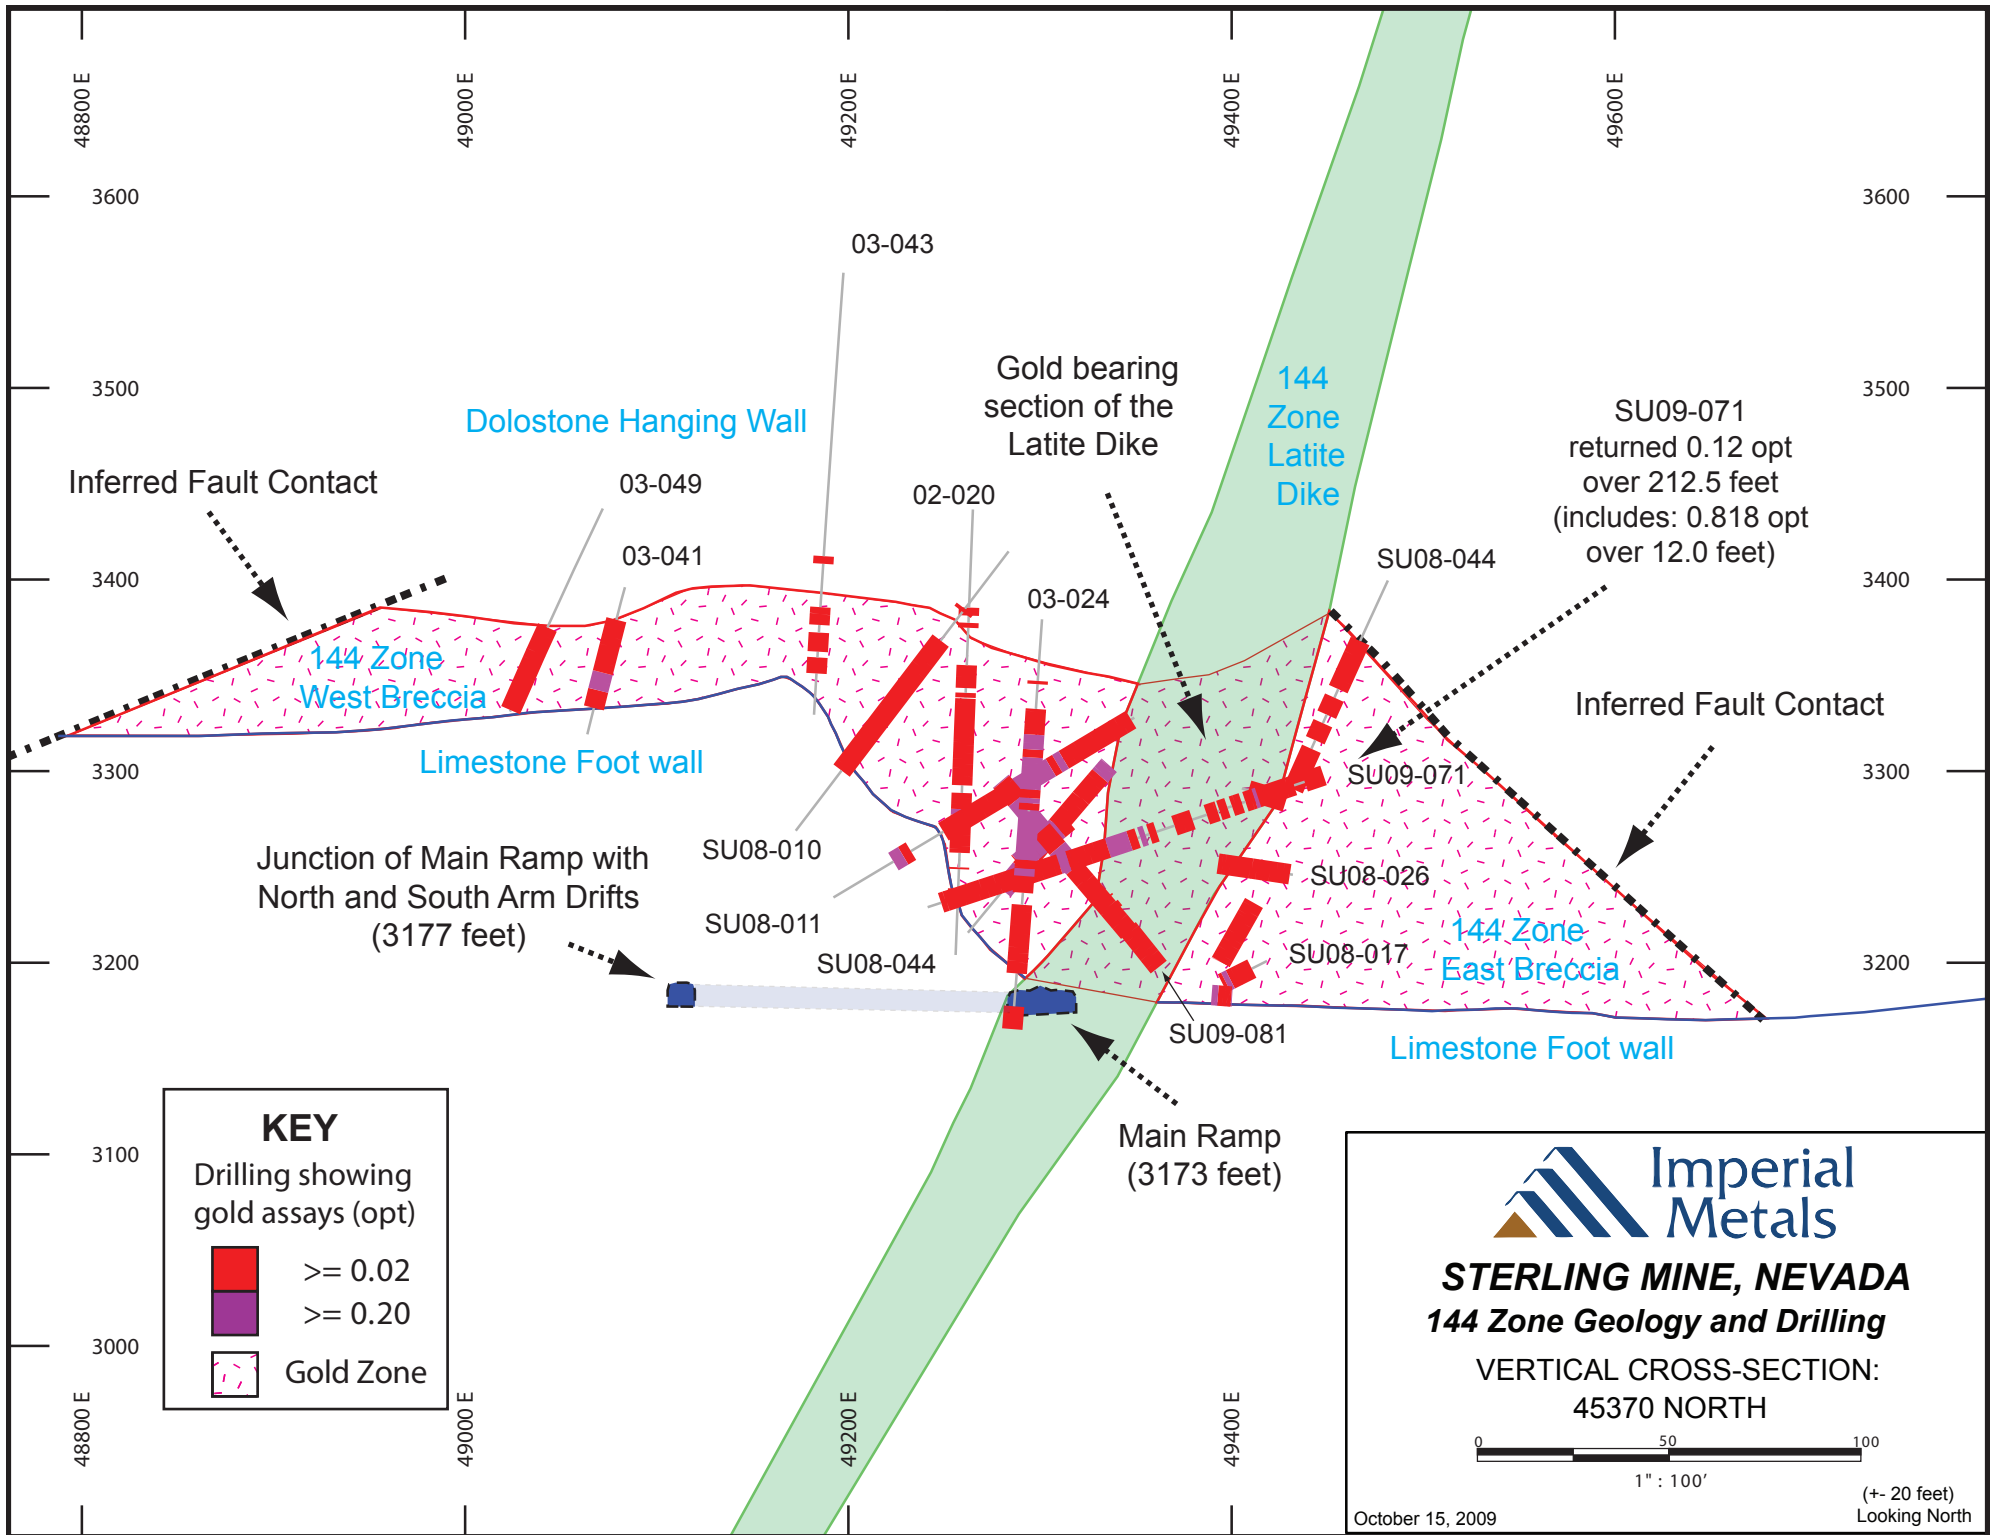 48800 E
49000 E
49200 E
49400 E
49600 E
3600
3600
03-043
Gold bearing
section of the
Latite Dike
144
Zone
Latite
Dike
3500
3500
Dolostone Hanging Wall
SU09-071
returned 0.12 opt
over 212.5 feet
(includes: 0.818 opt
over 12.0 feet)
Inferred Fault Contact
03-049
02-020
03-041
SU08-044
3400
3400
03-024
144 Zone
West Breccia
Inferred Fault Contact
Limestone Foot wall
3300
3300
SU09-071
SU08-010
Junction of Main Ramp with
North and South Arm Drifts
(3177 feet)
SU08-026
SU08-011
144 Zone
East Breccia
SU08-017
SU08-044
3200
3200
SU09-081
Limestone Foot wall
Main Ramp
(3173 feet)
3100
3000
KEY
Drilling showing
gold assays (opt)
>= 0.02
>= 0.20
Gold Zone
48800 E
49000 E
49200 E
49400 E
Imperial
Metals
STERLING MINE, NEVADA
144 Zone Geology and Drilling
VERTICAL CROSS-SECTION:
45370 NORTH
0 50 100
1" : 100'
(+- 20 feet)
October 15, 2009
Looking North